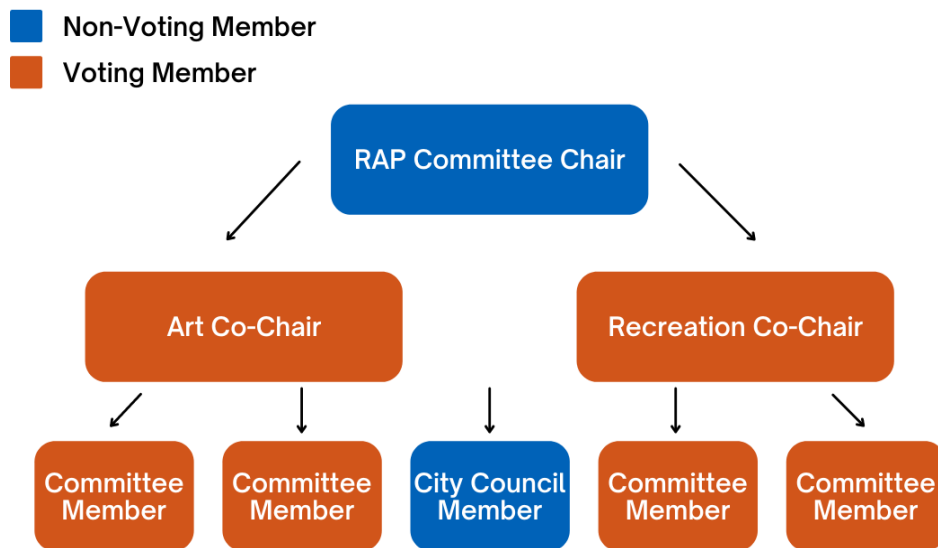 Non-Voting Member
Voting Member
RAP Committee Chair
Art Co-Chair
Recreation Co-Chair
Committee
Member
Committee
Member
City Council
Member
Committee
Member
Committee
Member